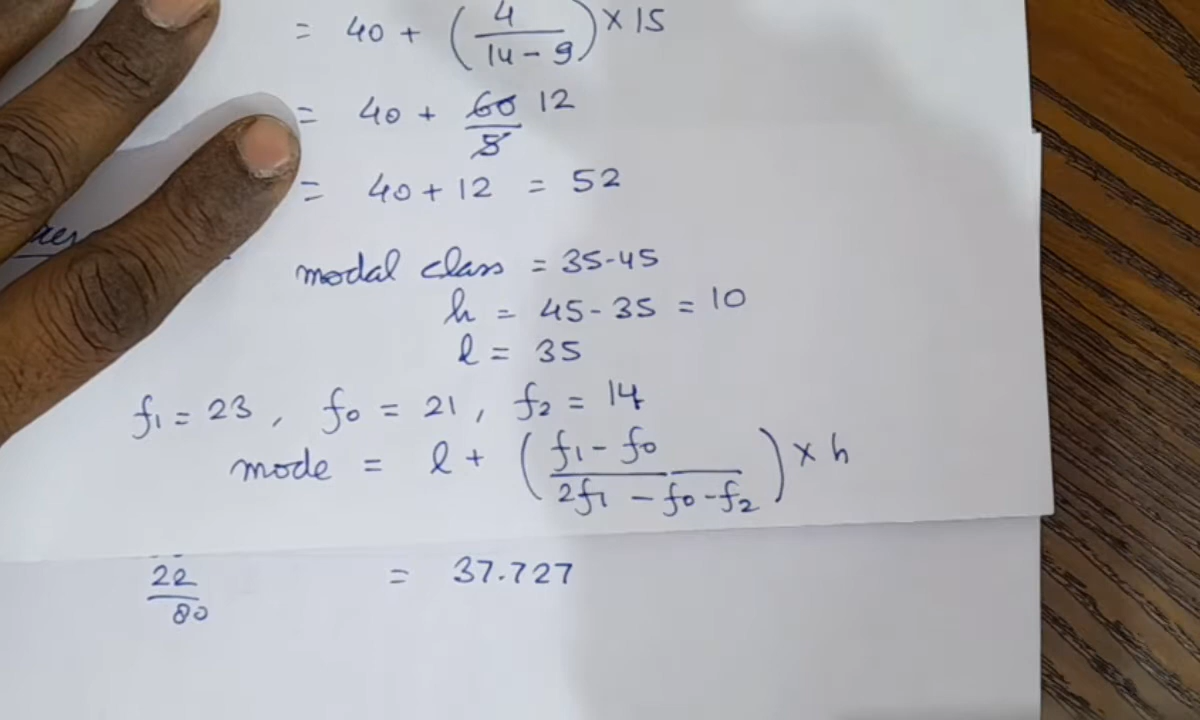 = 40 + (4/14-9) × 15
= 40 + 60/5 12
= 40 + 12 = 52
modal class = 35-45
h = 45-35 = 10
l = 35
f1 = 23, f0 = 21, f2 = 14
mode = l + (f1-f0/2f1-f0-f2) × h
22/80 = 37.727